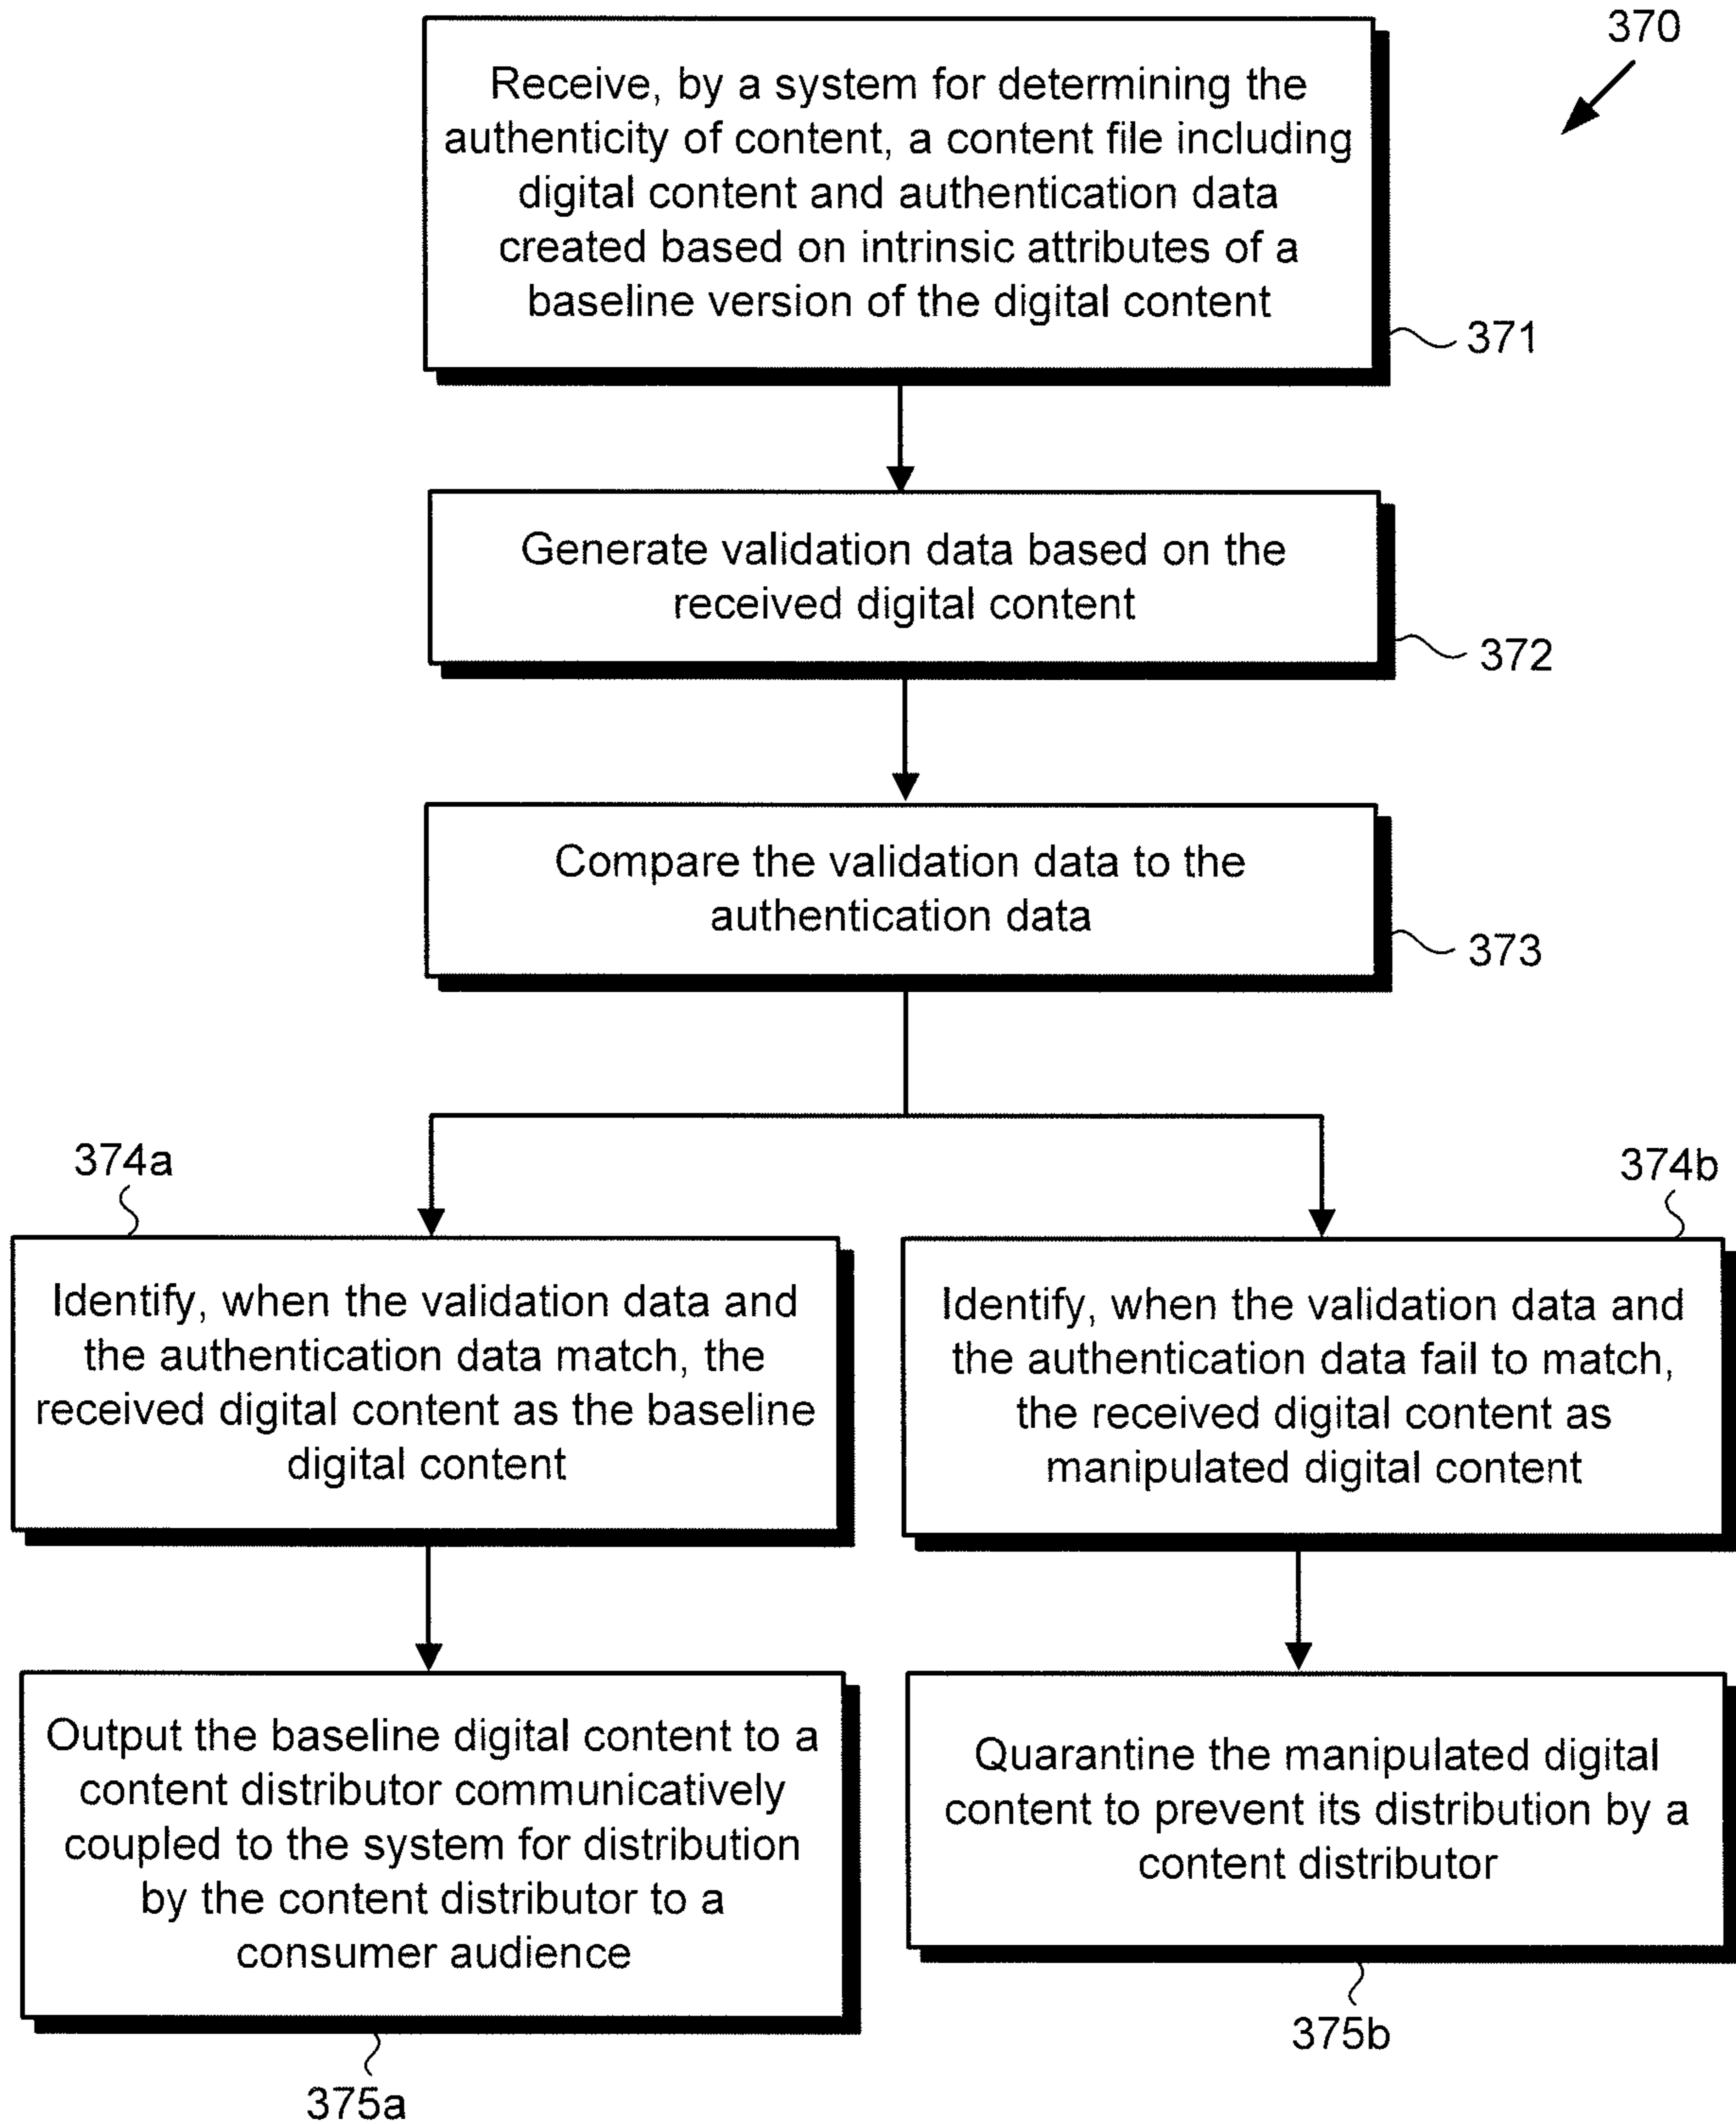 370
Receive, by a system for determining the
authenticity of content, a content file including
digital content and authentication data
created based on intrinsic attributes of a
baseline version of the digital content
371
Generate validation data based on the
received digital content
372
Compare the validation data to the
authentication data
373
374a
Identify, when the validation data and
the authentication data match, the
received digital content as the baseline
digital content
374b
Identify, when the validation data and
the authentication data fail to match,
the received digital content as
manipulated digital content
Output the baseline digital content to a
content distributor communicatively
coupled to the system for distribution
by the content distributor to a
consumer audience
375a
Quarantine the manipulated digital
content to prevent its distribution by a
content distributor
375b